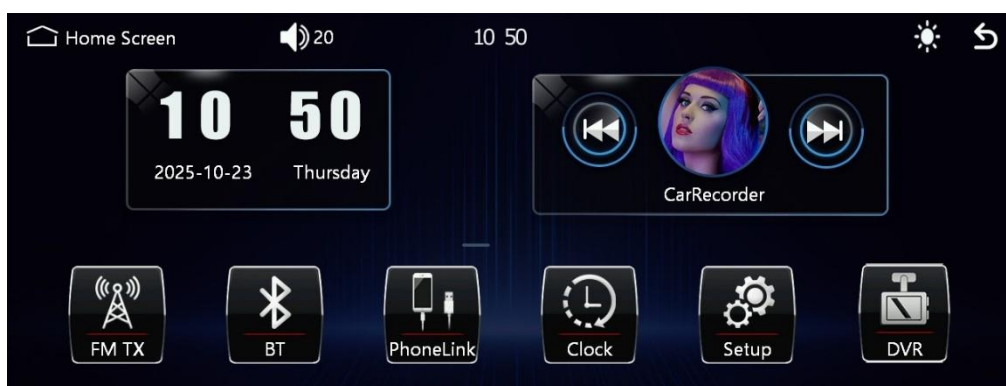 Home Screen 20 10 50
10 50
2025-10-23 Thursday
CarRecorder
FM TX BT PhoneLink Clock Setup DVR